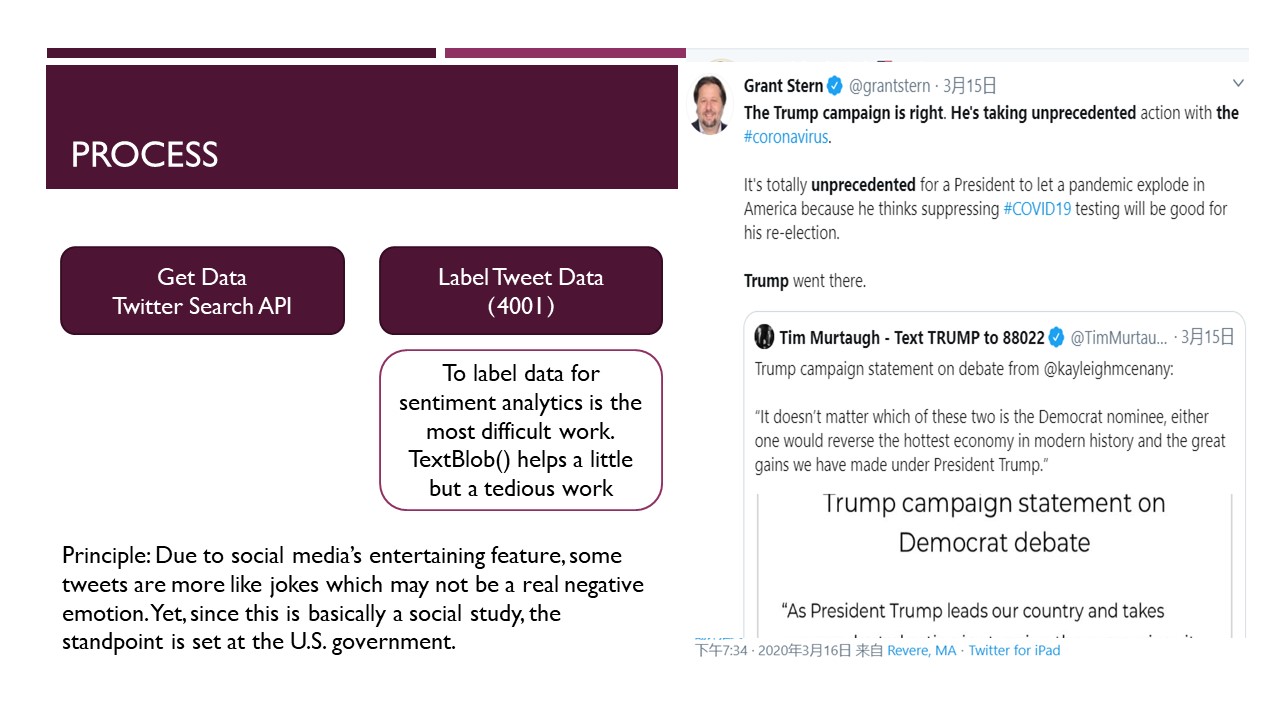 PROCESS
Get Data
Twitter Search API
Label Tweet Data
(4001)
To label data for
sentiment analytics is the
most difficult work.
TextBlob() helps a little
but a tedious work
Principle: Due to social media's entertaining feature, some
tweets are more like jokes which may not be a real negative
emotion. Yet, since this is basically a social study, the
standpoint is set at the U.S. government.
Grant Stern @grantstern · 3月15日
The Trump campaign is right. He's taking unprecedented action with the
#coronavirus.
It's totally unprecedented for a President to let a pandemic explode in
America because he thinks suppressing #COVID19 testing will be good for
his re-election.
Trump went there.
Tim Murtaugh - Text TRUMP to 88022 @TimMurtau... · 3月15日
Trump campaign statement on debate from @kayleighmcenany:
“It doesn’t matter which of these two is the Democrat nominee, either
one would reverse the hottest economy in modern history and the great
gains we have made under President Trump.”
Trump campaign statement on
Democrat debate
“As President Trump leads our country and takes
下午7:34 · 2020年3月16日 来自 Revere, MA · Twitter for iPad